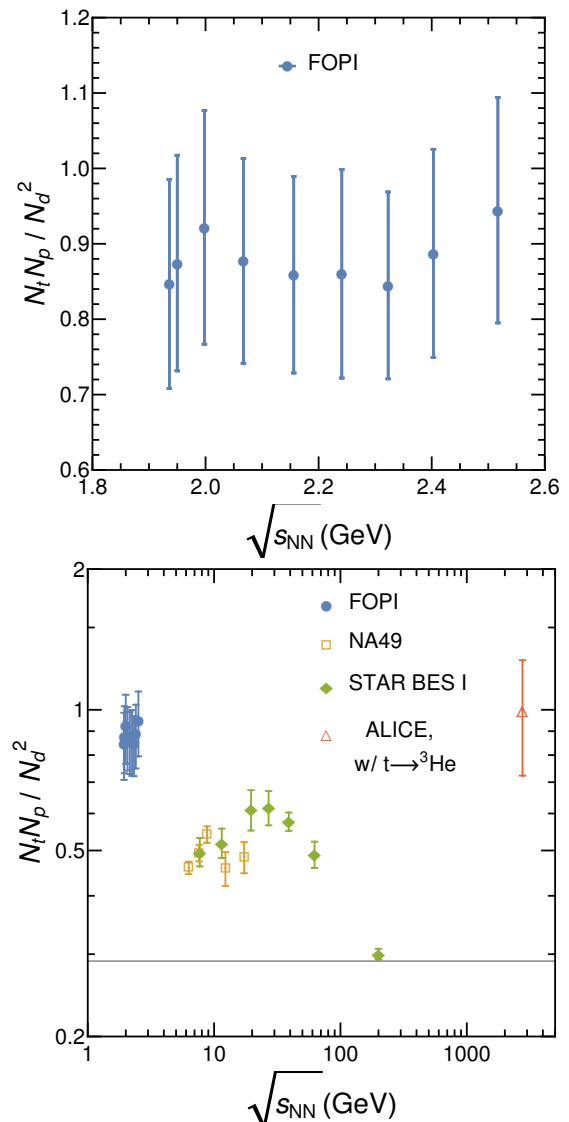 1.2
1.1
1.0
0.9
0.8
0.7
0.6
N_t N_p / N_d^2
FOPI
1.8 2.0 2.2 2.4 2.6
√s_NN (GeV)
2
1
0.5
0.2
N_t N_p / N_d^2
FOPI
NA49
STAR BES I
ALICE,
w/ t⟶³He
1 10 100 1000
√s_NN (GeV)